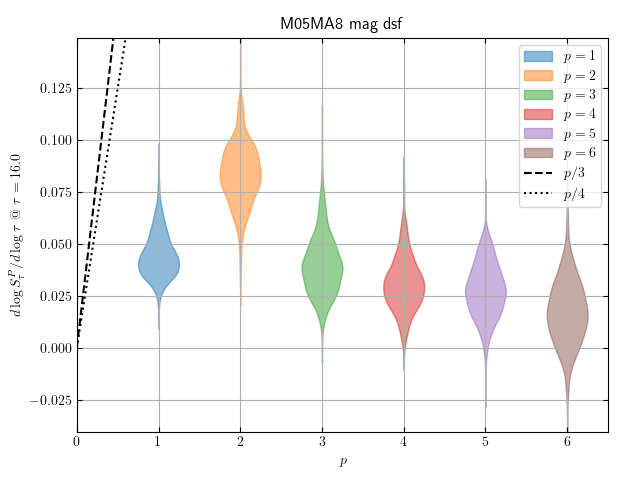 M05MA8 mag dsf
d log S_τ^P / d log τ @ τ = 16.0
0.125
0.100
0.075
0.050
0.025
0.000
−0.025
0 1 2 3 4 5 6
p
p = 1
p = 2
p = 3
p = 4
p = 5
p = 6
p/3
p/4